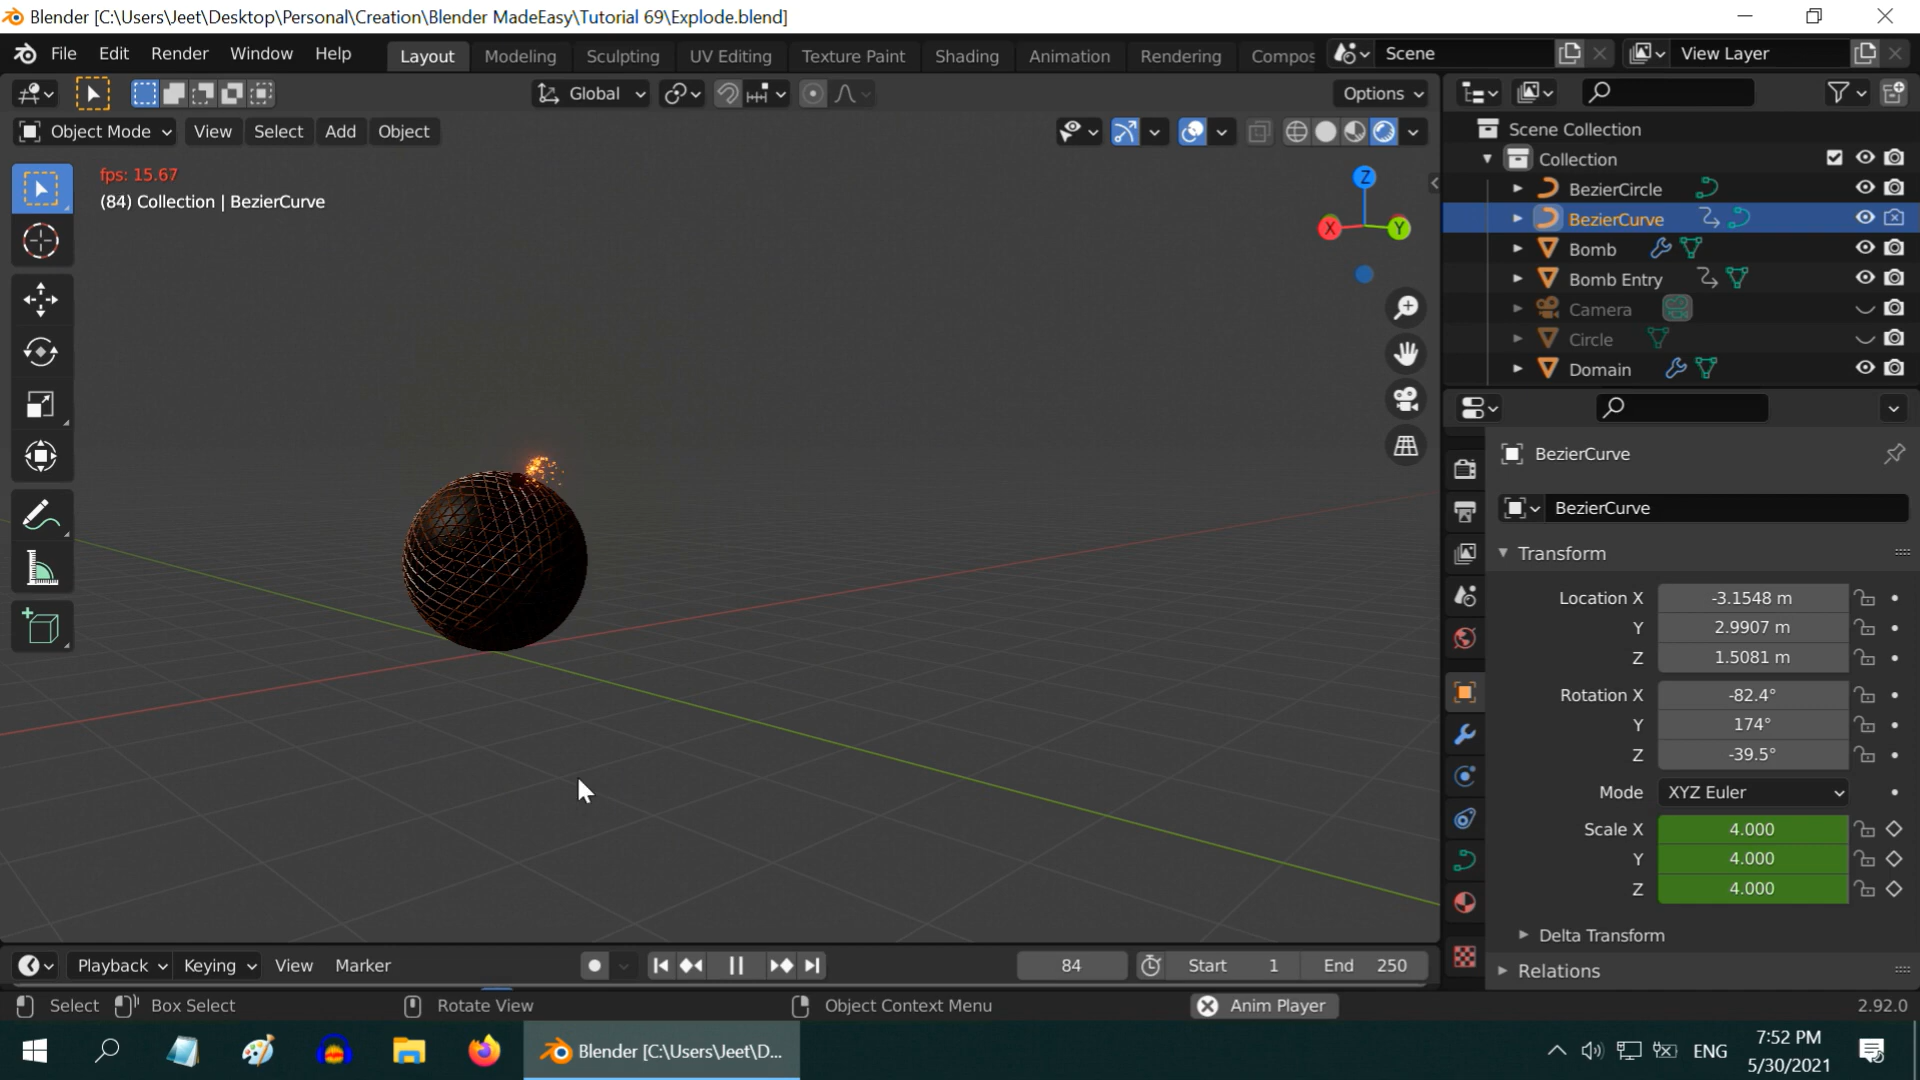 Blender [C:\Users\Jeet\Desktop\Personal\Creation\Blender MadeEasy\Tutorial 69\Explode.blend]
File Edit Render Window Help Layout Modeling Sculpting UV Editing Texture Paint Shading Animation Rendering Compos Scene View Layer
Global Options
Object Mode View Select Add Object
fps: 15.67
(84) Collection | BezierCurve
Z
X
Y
Scene Collection
Collection
BezierCircle
BezierCurve
Bomb
Bomb Entry
Camera
Circle
Domain
BezierCurve
BezierCurve
Transform
Location X -3.1548 m
Y 2.9907 m
Z 1.5081 m
Rotation X -82.4°
Y 174°
Z -39.5°
Mode XYZ Euler
Scale X 4.000
Y 4.000
Z 4.000
Delta Transform
Relations
Playback Keying View Marker 84 Start 1 End 250
Select Box Select Rotate View Object Context Menu Anim Player 2.92.0
Blender [C:\Users\Jeet\D...
ENG
7:52 PM
5/30/2021